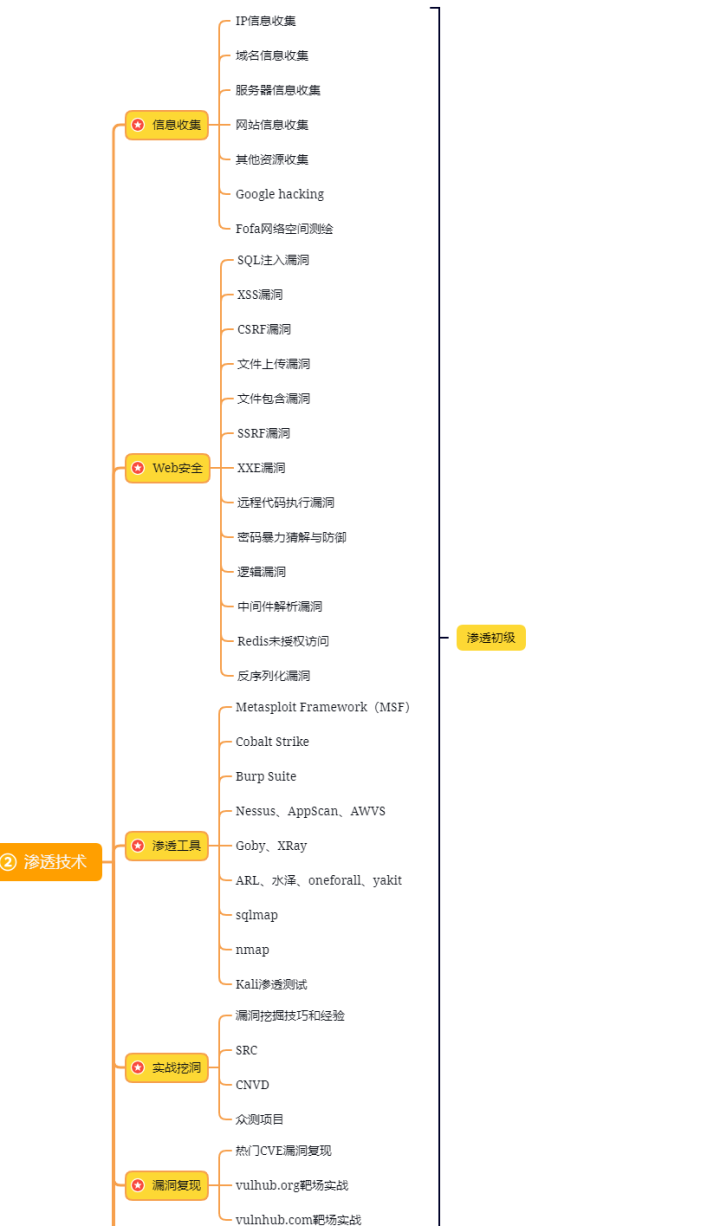 ② 渗透技术
信息收集
IP信息收集
域名信息收集
服务器信息收集
网站信息收集
其他资源收集
Google hacking
Fofa网络空间测绘
Web安全
SQL注入漏洞
XSS漏洞
CSRF漏洞
文件上传漏洞
文件包含漏洞
SSRF漏洞
XXE漏洞
远程代码执行漏洞
密码暴力猜解与防御
逻辑漏洞
中间件解析漏洞
Redis未授权访问
反序列化漏洞
渗透工具
Metasploit Framework（MSF）
Cobalt Strike
Burp Suite
Nessus、AppScan、AWVS
Goby、XRay
ARL、水泽、oneforall、yakit
sqlmap
nmap
Kali渗透测试
实战挖洞
漏洞挖掘技巧和经验
SRC
CNVD
众测项目
漏洞复现
热门CVE漏洞复现
vulhub.org靶场实战
vulnhub.com靶场实战
渗透初级